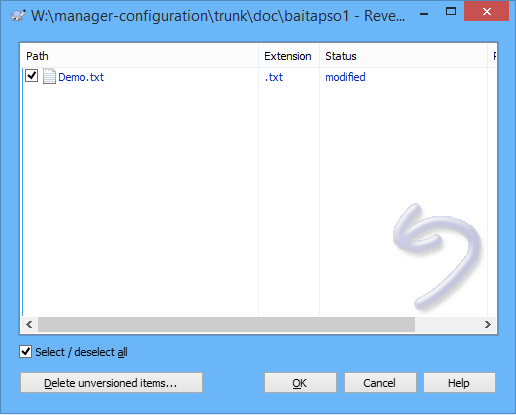 W:\manager-configuration\trunk\doc\baitapso1 - Reve...
Path Extension Status
Demo.txt .txt modified
Select / deselect all
Delete unversioned items... OK Cancel Help